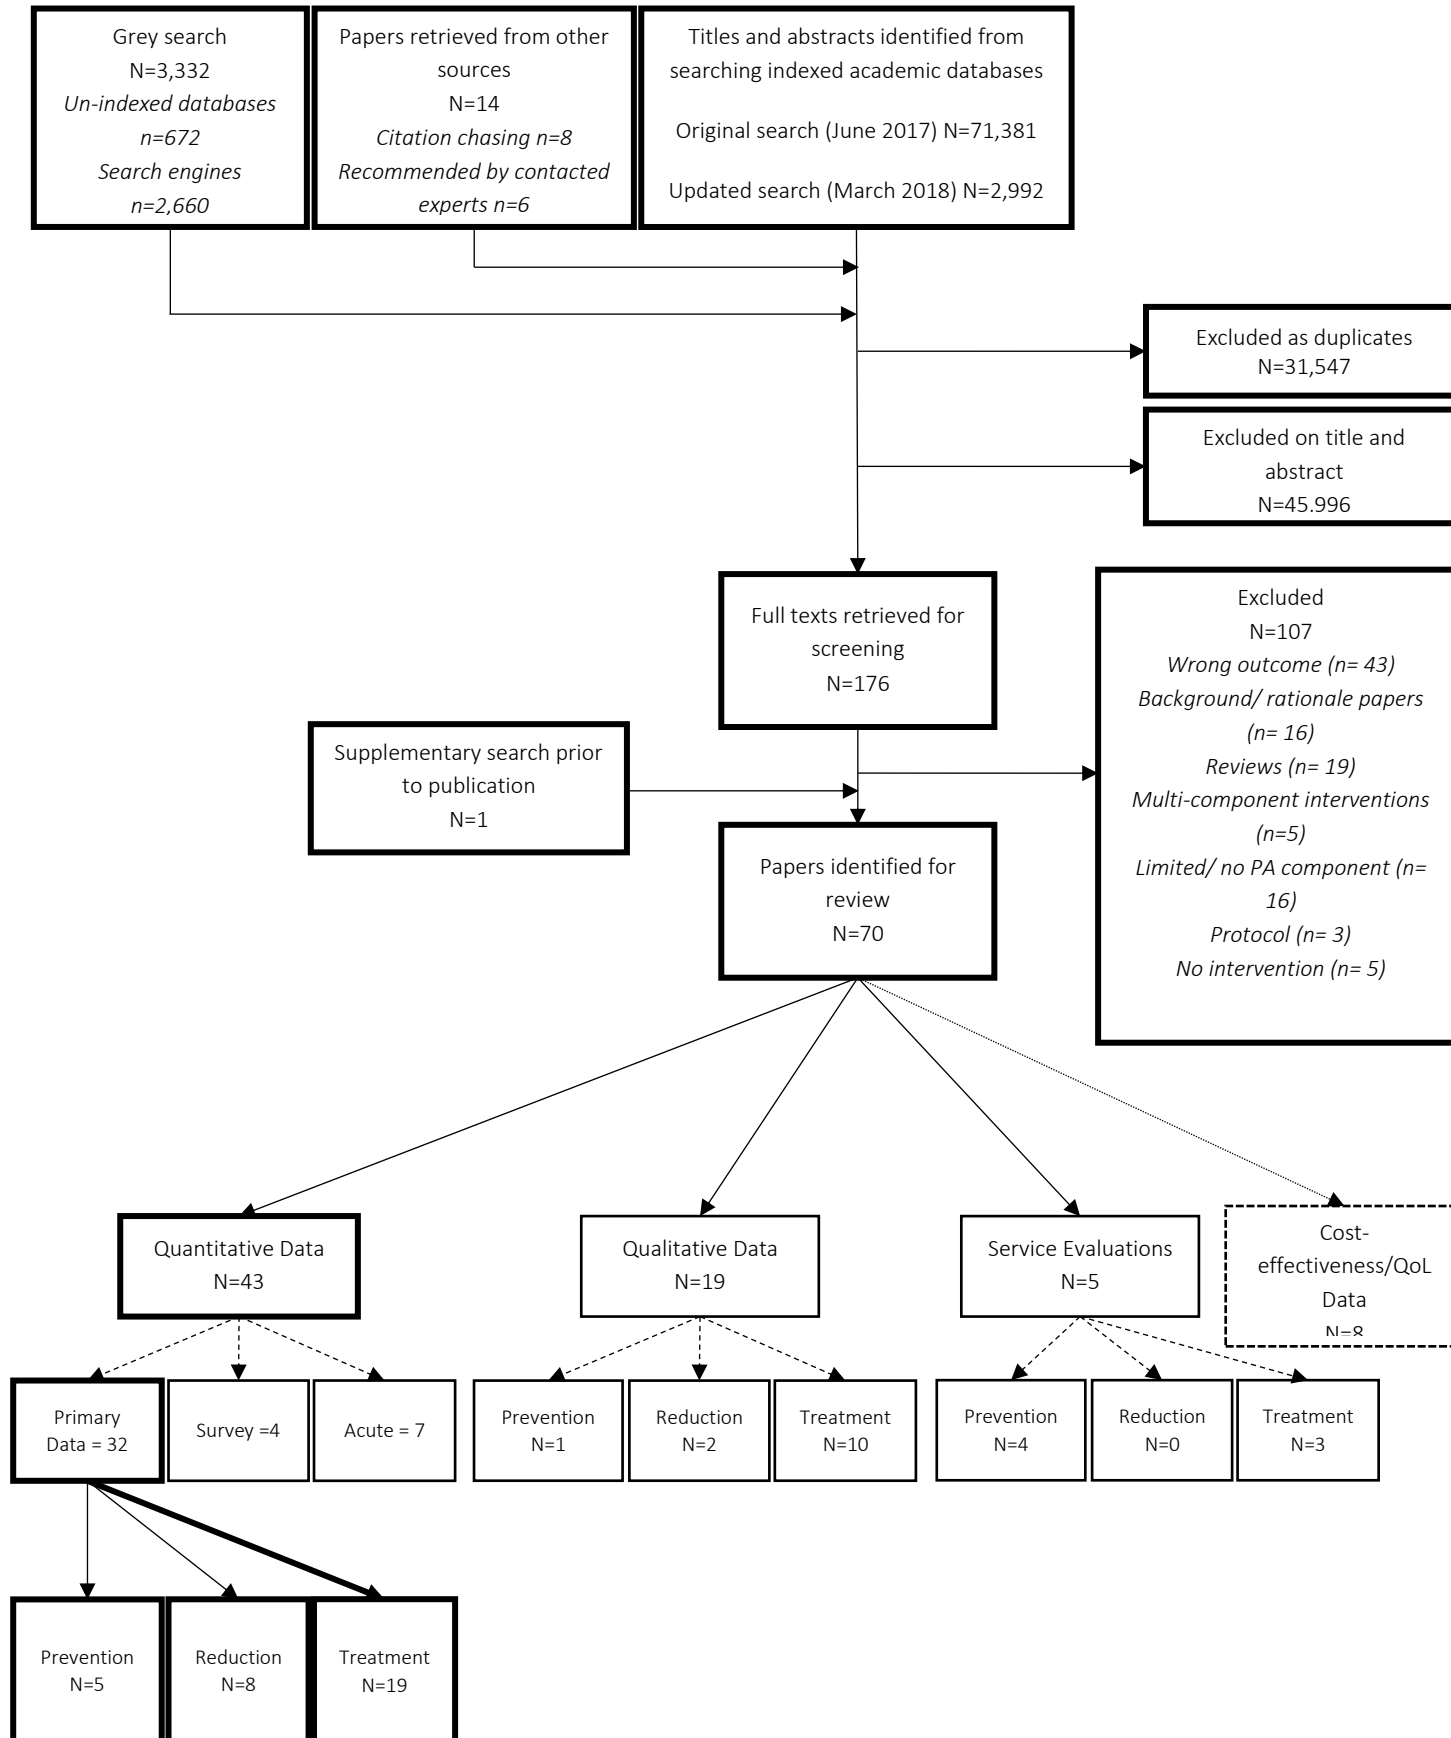 Grey search
N=3,332
Un-indexed databases
n=672
Search engines
n=2,660
Papers retrieved from other
sources
N=14
Citation chasing n=8
Recommended by contacted
experts n=6
Titles and abstracts identified from
searching indexed academic databases
Original search (June 2017) N=71,381
Updated search (March 2018) N=2,992
Excluded as duplicates
N=31,547
Excluded on title and
abstract
N=45.996
Full texts retrieved for
screening
N=176
Excluded
N=107
Wrong outcome (n= 43)
Background/ rationale papers
(n= 16)
Reviews (n= 19)
Multi-component interventions
(n=5)
Limited/ no PA component (n=
16)
Protocol (n= 3)
No intervention (n= 5)
Supplementary search prior
to publication
N=1
Papers identified for
review
N=70
Quantitative Data
N=43
Qualitative Data
N=19
Service Evaluations
N=5
Cost-
effectiveness/QoL
Data
N=8
Primary
Data = 32
Survey =4
Acute = 7
Prevention
N=1
Reduction
N=2
Treatment
N=10
Prevention
N=4
Reduction
N=0
Treatment
N=3
Prevention
N=5
Reduction
N=8
Treatment
N=19